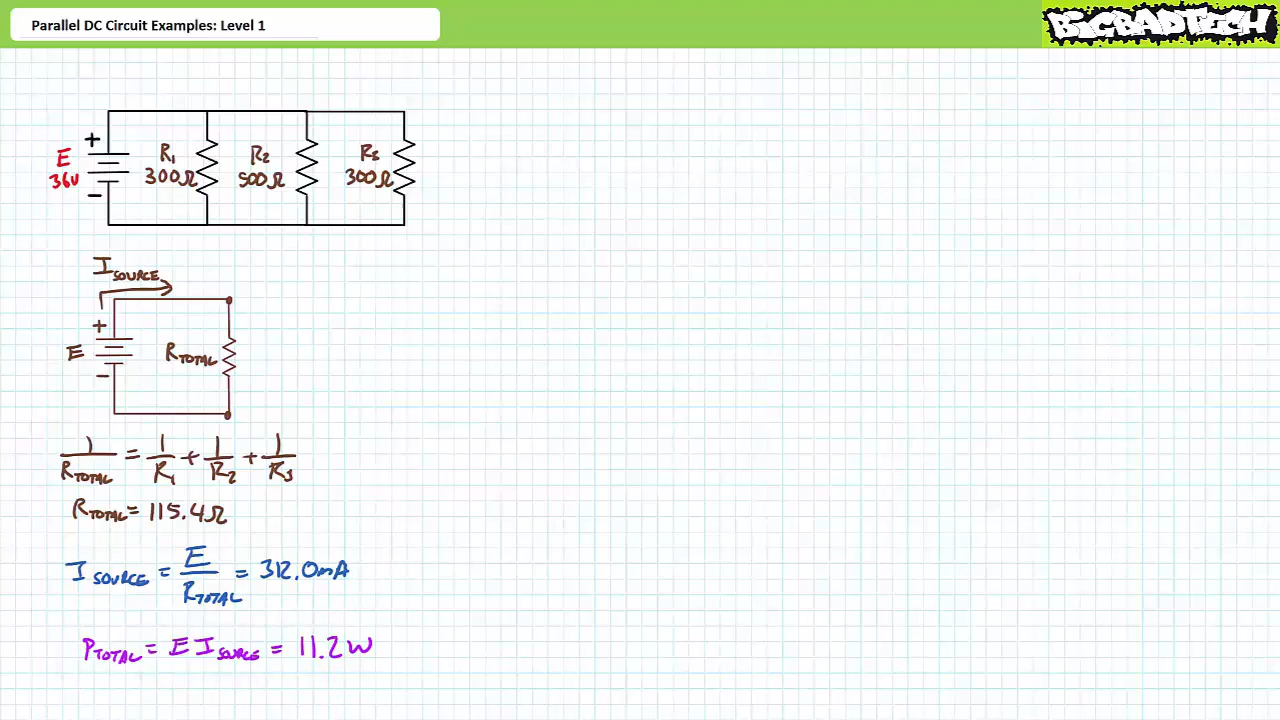 Parallel DC Circuit Examples: Level 1
BIGBADTECH
+
E
36V
-
R1
300Ω
R2
500Ω
R3
300Ω
ISOURCE
+
E
-
RTOTAL
1/RTOTAL = 1/R1 + 1/R2 + 1/R3
RTOTAL = 115.4Ω
ISOURCE = E/RTOTAL = 312.0mA
PTOTAL = E ISOURCE = 11.2W